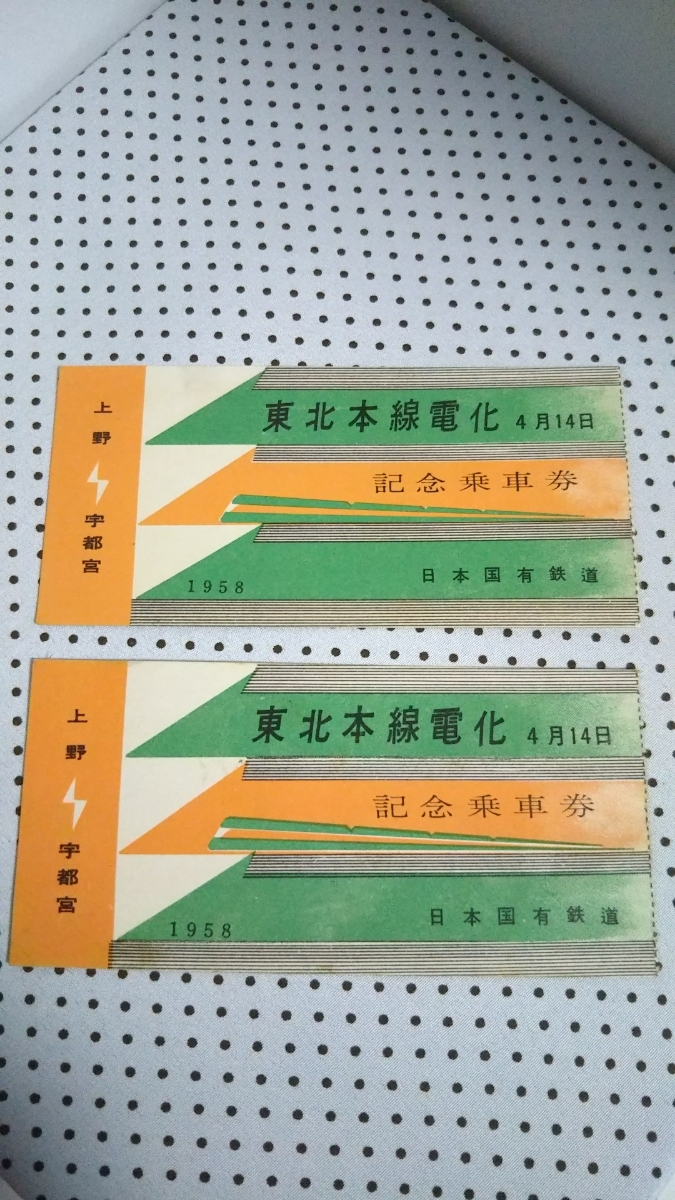 上野
宇都宮
東北本線電化 4月14日
記念乗車券
1958
日本国有鉄道
上野
宇都宮
東北本線電化 4月14日
記念乗車券
1958
日本国有鉄道